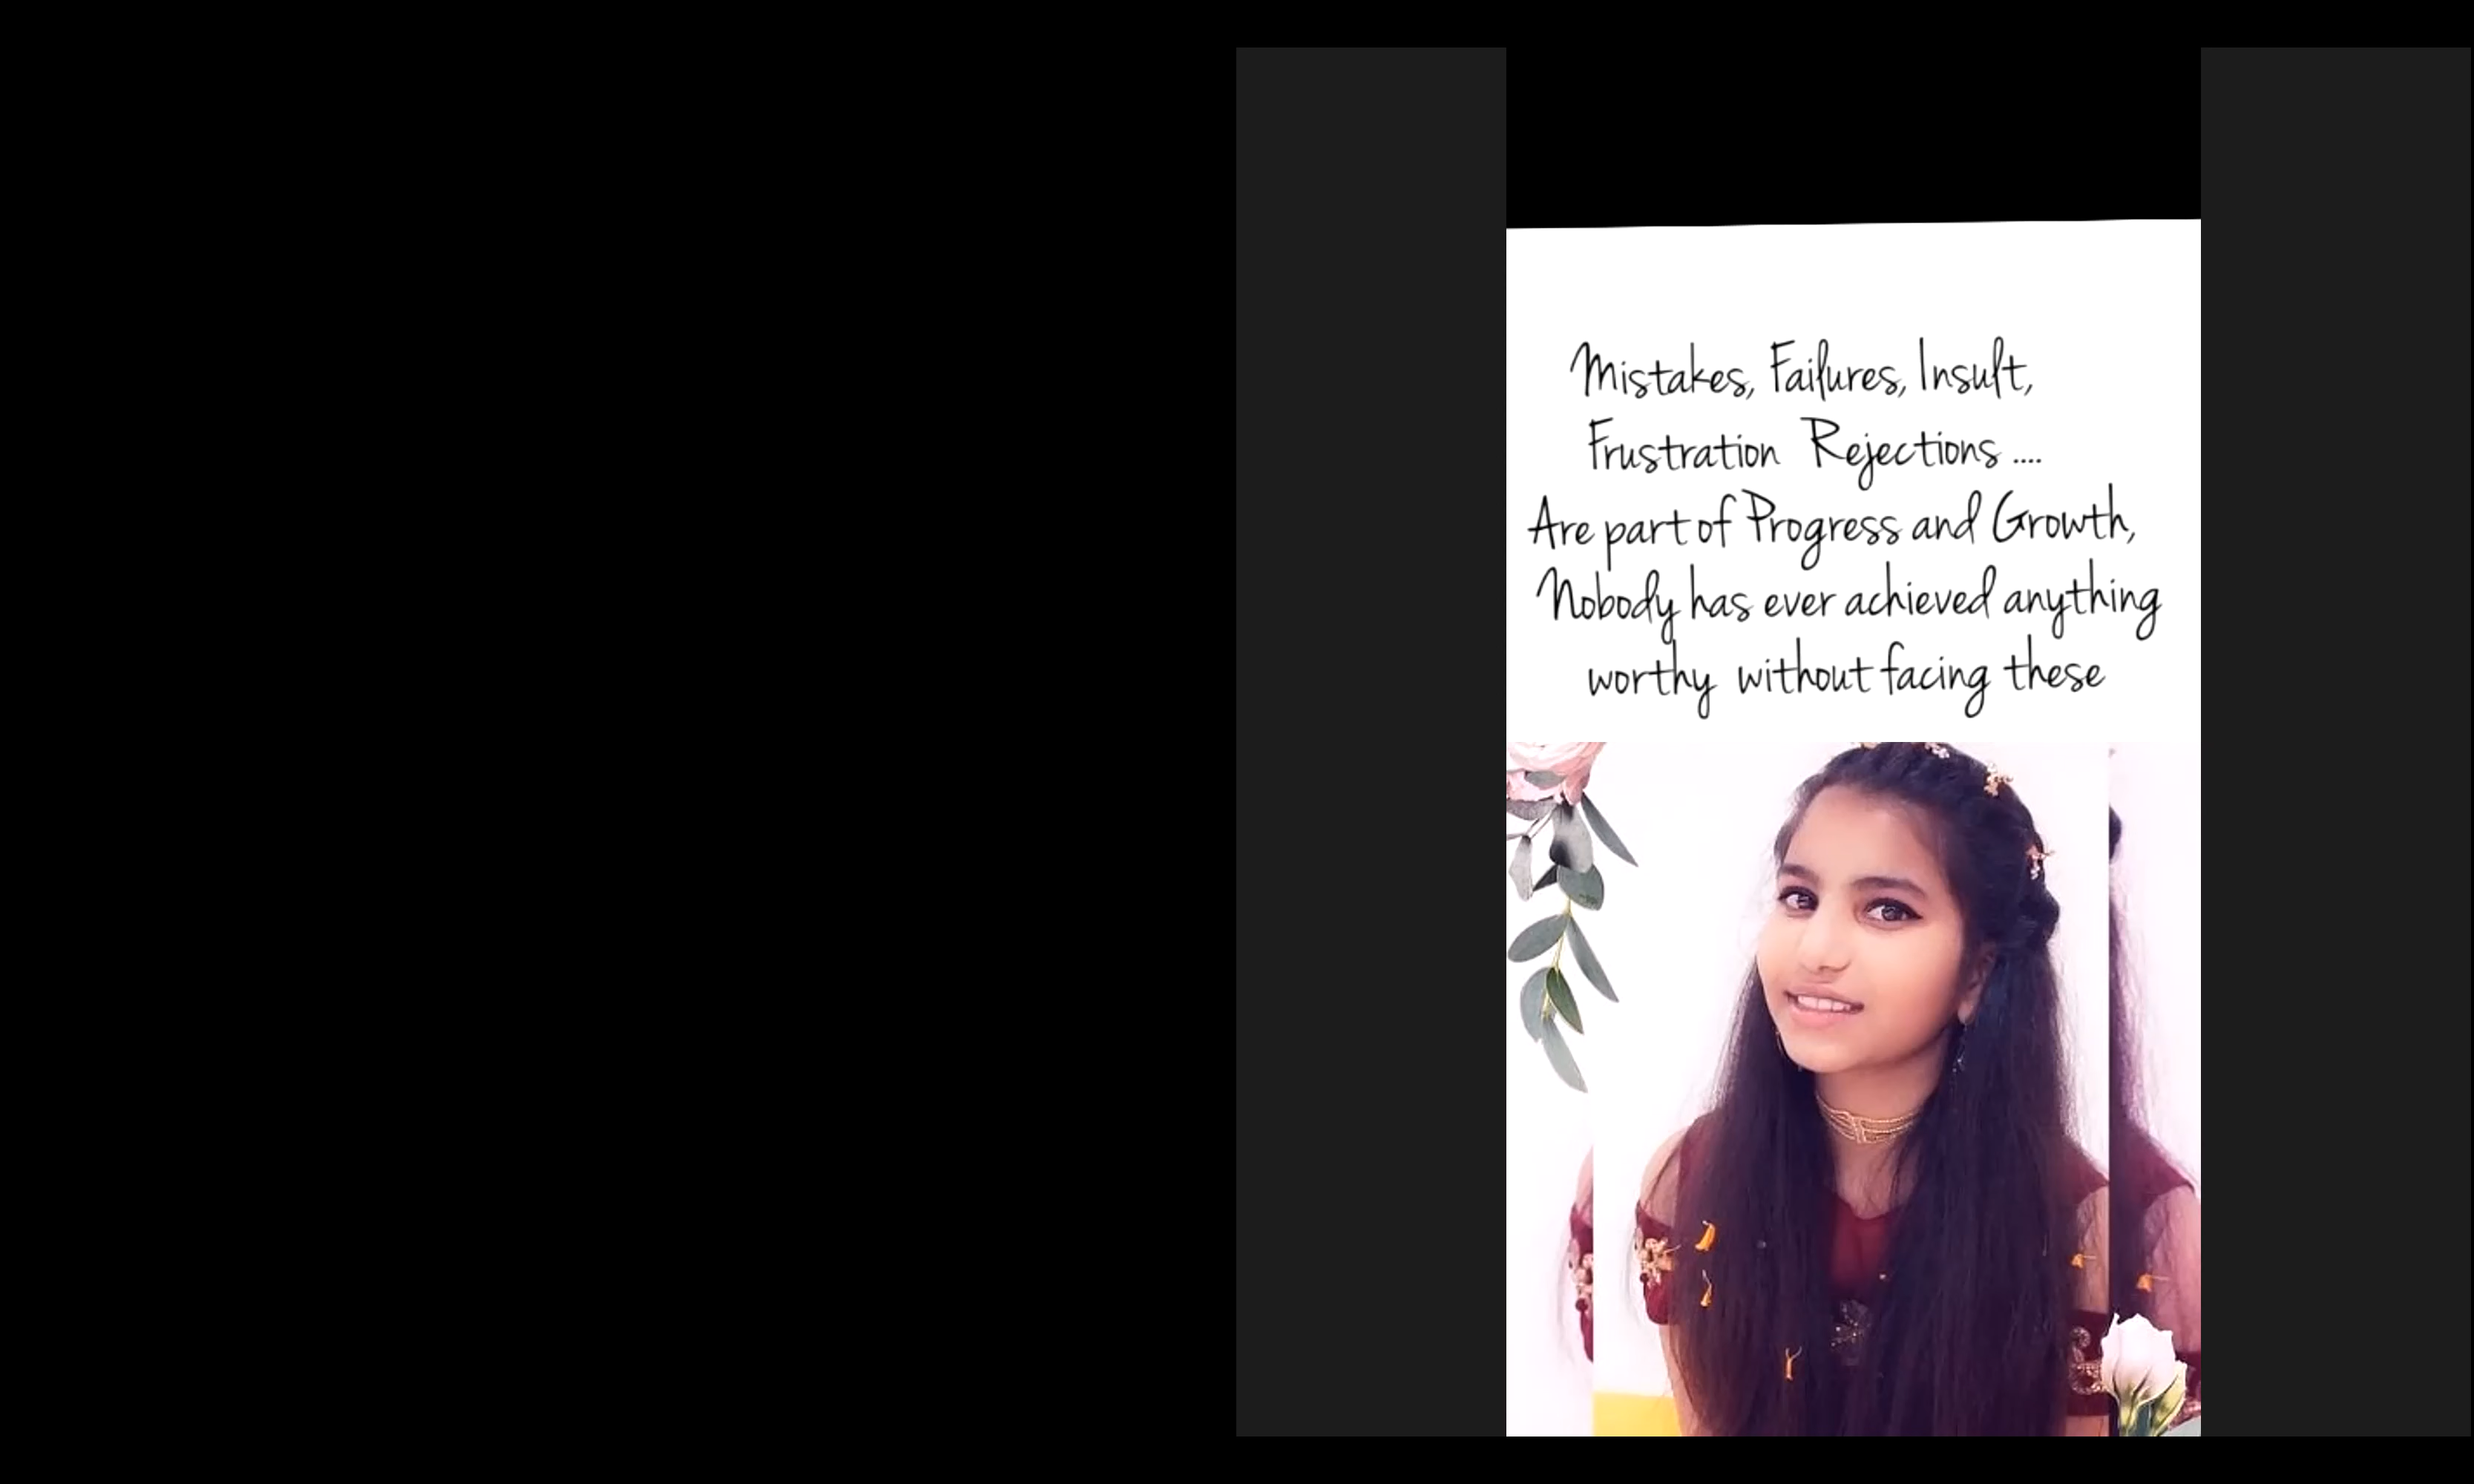 Mistakes, Failures, Insult,
Frustration Rejections ....
Are part of Progress and Growth,
Nobody has ever achieved anything
worthy without facing these